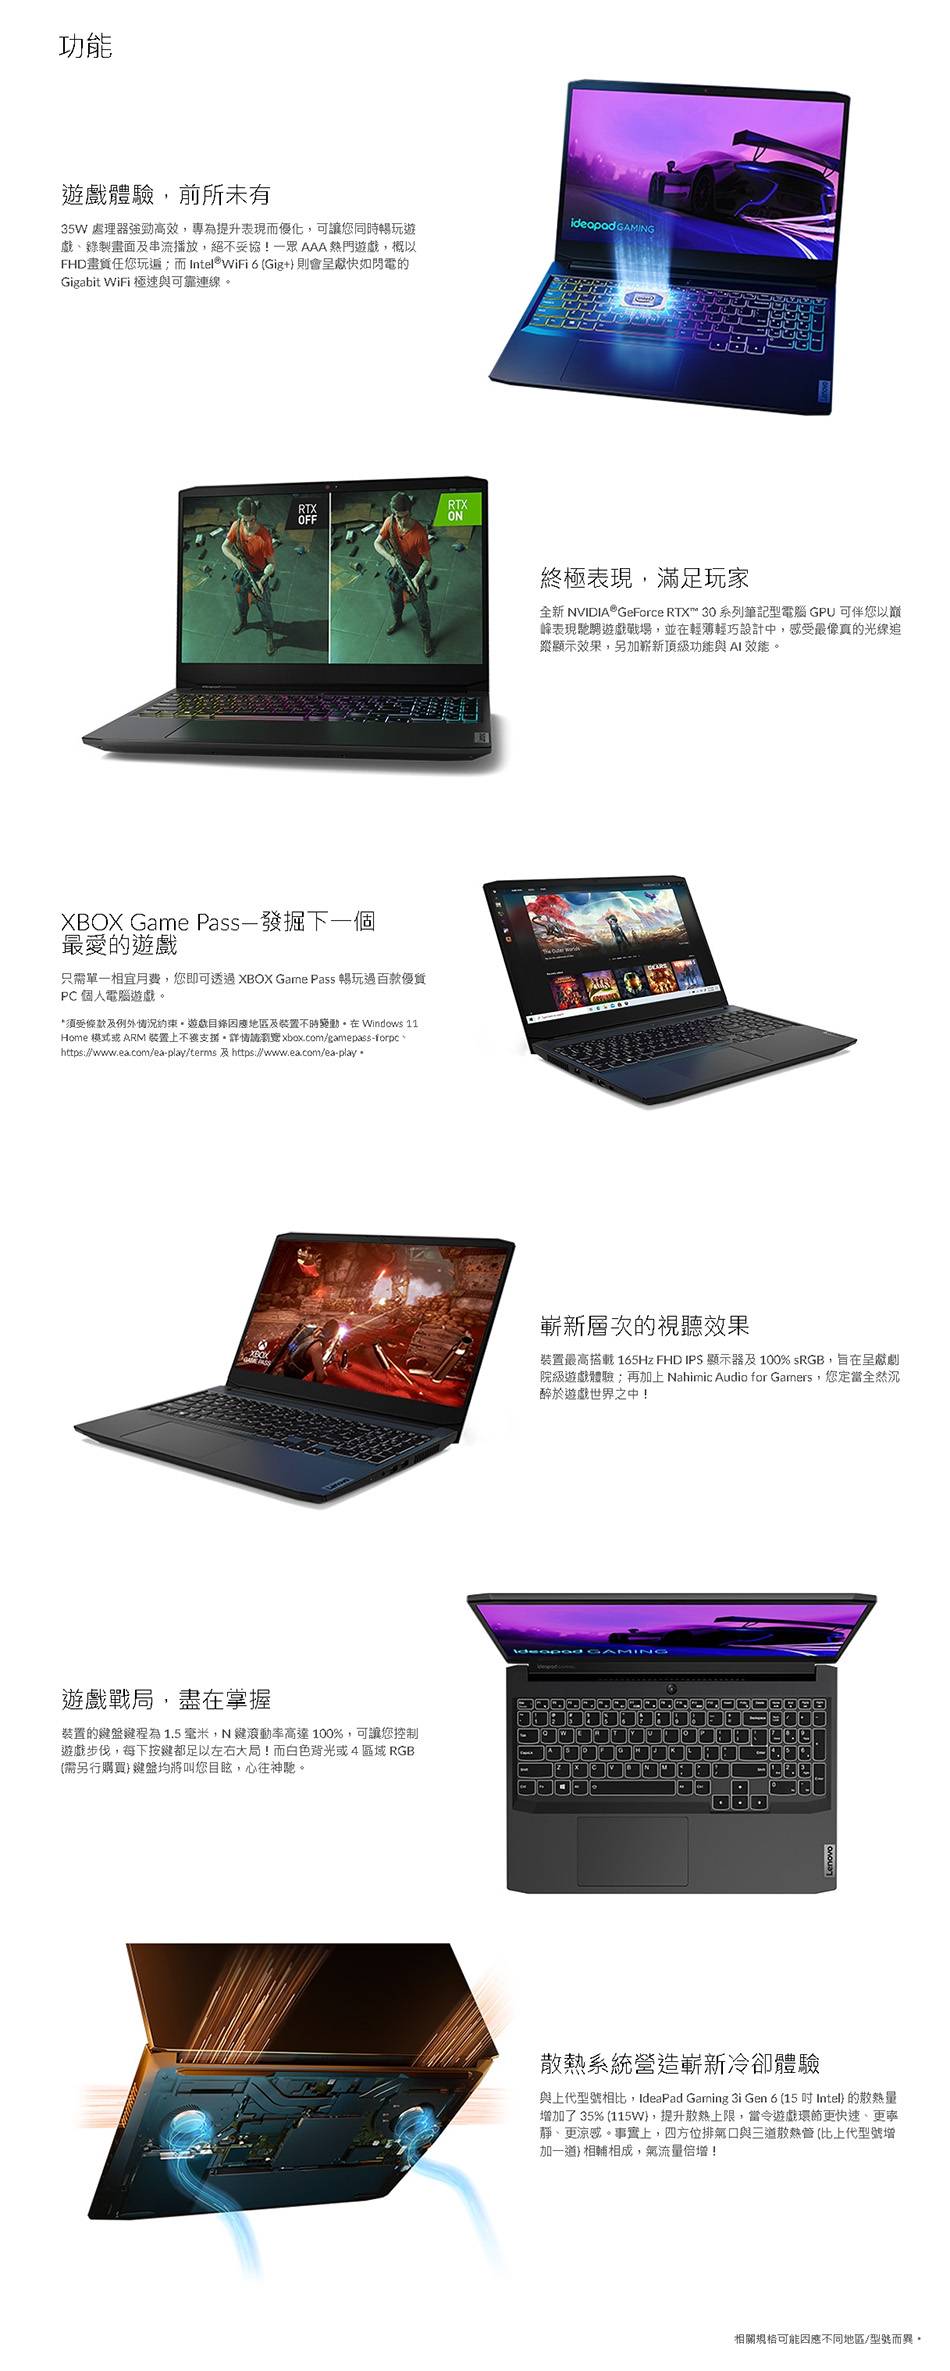 功能
ideapad GAMING
遊戲體驗，前所未有
35W 處理器強勁高效，專為提升表現而優化，可讓您同時暢玩遊
戲、錄製畫面及串流播放，絕不妥協！一眾 AAA 熱門遊戲，概以
FHD畫質任您玩遍；而 Intel®WiFi 6 (Gig+) 則會呈獻快如閃電的
Gigabit WiFi 極速與可靠連線。
RTX
OFF
RTX
ON
終極表現，滿足玩家
全新 NVIDIA®GeForce RTX™ 30 系列筆記型電腦 GPU 可伴您以巔
峰表現馳騁遊戲戰場，並在輕薄輕巧設計中，感受最像真的光線追
蹤顯示效果，另加嶄新頂級功能與 AI 效能。
XBOX Game Pass—發掘下一個
最愛的遊戲
只需單一相宜月費，您即可透過 XBOX Game Pass 暢玩過百款優質
PC 個人電腦遊戲。
*須受條款及例外情況約束。遊戲目錄因應地區及裝置不時變動。在 Windows 11
Home 模式或 ARM 裝置上不獲支援。詳情請瀏覽 xbox.com/gamepass-forpc、
https://www.ea.com/ea-play/terms 及 https://www.ea.com/ea-play。
The Outer Worlds
GEARS
XBOX
GAME PASS
Lenovo
嶄新層次的視聽效果
裝置最高搭載 165Hz FHD IPS 顯示器及 100% sRGB，旨在呈獻劇
院級遊戲體驗；再加上 Nahimic Audio for Gamers，您定當全然沉
醉於遊戲世界之中！
ideapad GAMING
遊戲戰局，盡在掌握
裝置的鍵盤鍵程為 1.5 毫米，N 鍵滾動率高達 100%，可讓您控制
遊戲步伐，每下按鍵都足以左右大局！而白色背光或 4 區域 RGB
(需另行購買) 鍵盤均將叫您目眩，心往神馳。
Lenovo
散熱系統營造嶄新冷卻體驗
與上代型號相比，IdeaPad Gaming 3i Gen 6 (15 吋 Intel) 的散熱量
增加了 35% (115W)，提升散熱上限，當令遊戲環節更快速、更寧
靜、更涼感。事實上，四方位排氣口與三道散熱管 (比上代型號增
加一道) 相輔相成，氣流量倍增！
相關規格可能因應不同地區/型號而異。